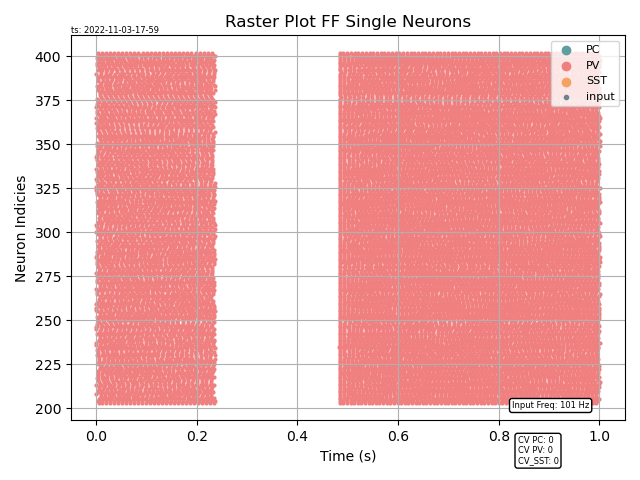 Raster Plot FF Single Neurons
ts: 2022-11-03-17-59
PC
PV
SST
input
400
375
350
325
300
275
250
225
200
Neuron Indicies
Input Freq: 101 Hz
0.0 0.2 0.4 0.6 0.8 1.0
Time (s)
CV PC: 0
CV PV: 0
CV_SST: 0